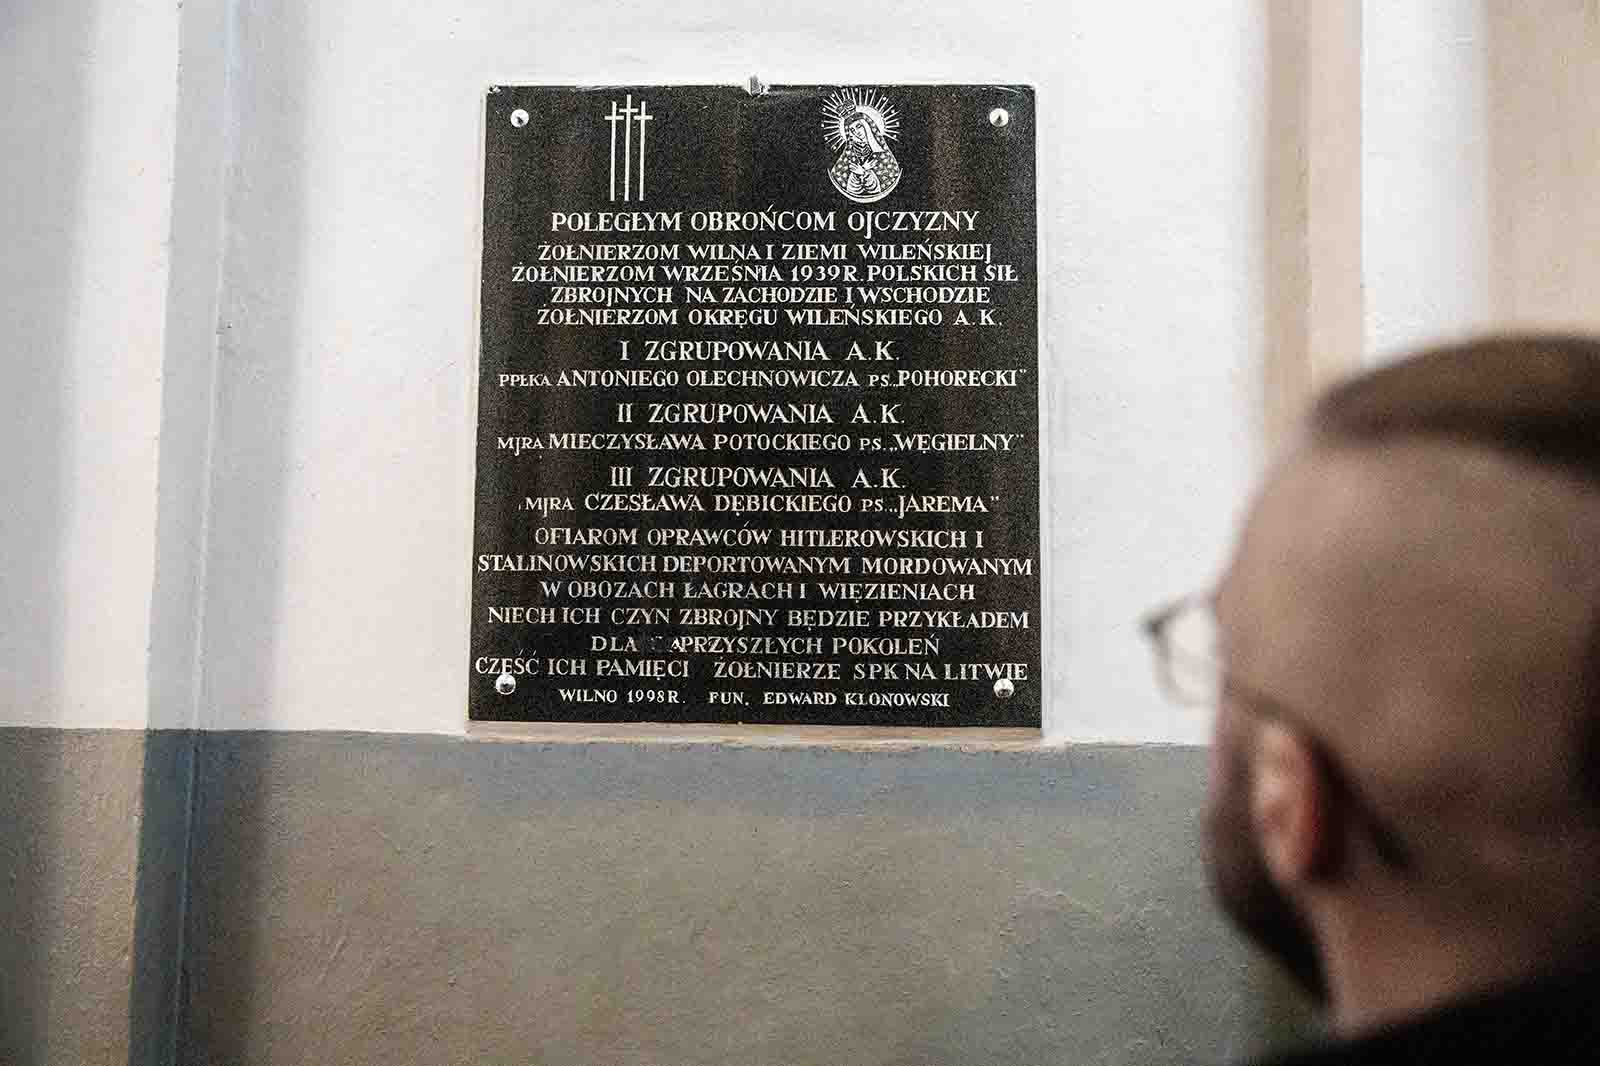 POLEGŁYM OBROŃCOM OJCZYZNY
ŻOŁNIERZOM WILNA I ZIEMI WILEŃSKIEJ
ŻOŁNIERZOM WRZEŚNIA 1939 R. POLSKICH SIŁ
ZBROJNYCH NA ZACHODZIE I WSCHODZIE
ŻOŁNIERZOM OKRĘGU WILEŃSKIEGO A.K.
I ZGRUPOWANIA A.K.
PPŁKA ANTONIEGO OLECHNOWICZA PS. „POHORECKI"
II ZGRUPOWANIA A.K.
MJRA MIECZYSŁAWA POTOCKIEGO PS. „WĘGIELNY"
III ZGRUPOWANIA A.K.
MJRA CZESŁAWA DĘBICKIEGO PS. „JAREMA"
OFIAROM OPRAWCÓW HITLEROWSKICH I
STALINOWSKICH DEPORTOWANYM MORDOWANYM
W OBOZACH ŁAGRACH I WIĘZIENIACH
NIECH ICH CZYN ZBROJNY BĘDZIE PRZYKŁADEM
DLA PRZYSZŁYCH POKOLEŃ
CZEŚĆ ICH PAMIĘCI ŻOŁNIERZE SPK NA LITWIE
WILNO 1998 R. FUN. EDWARD KLONOWSKI